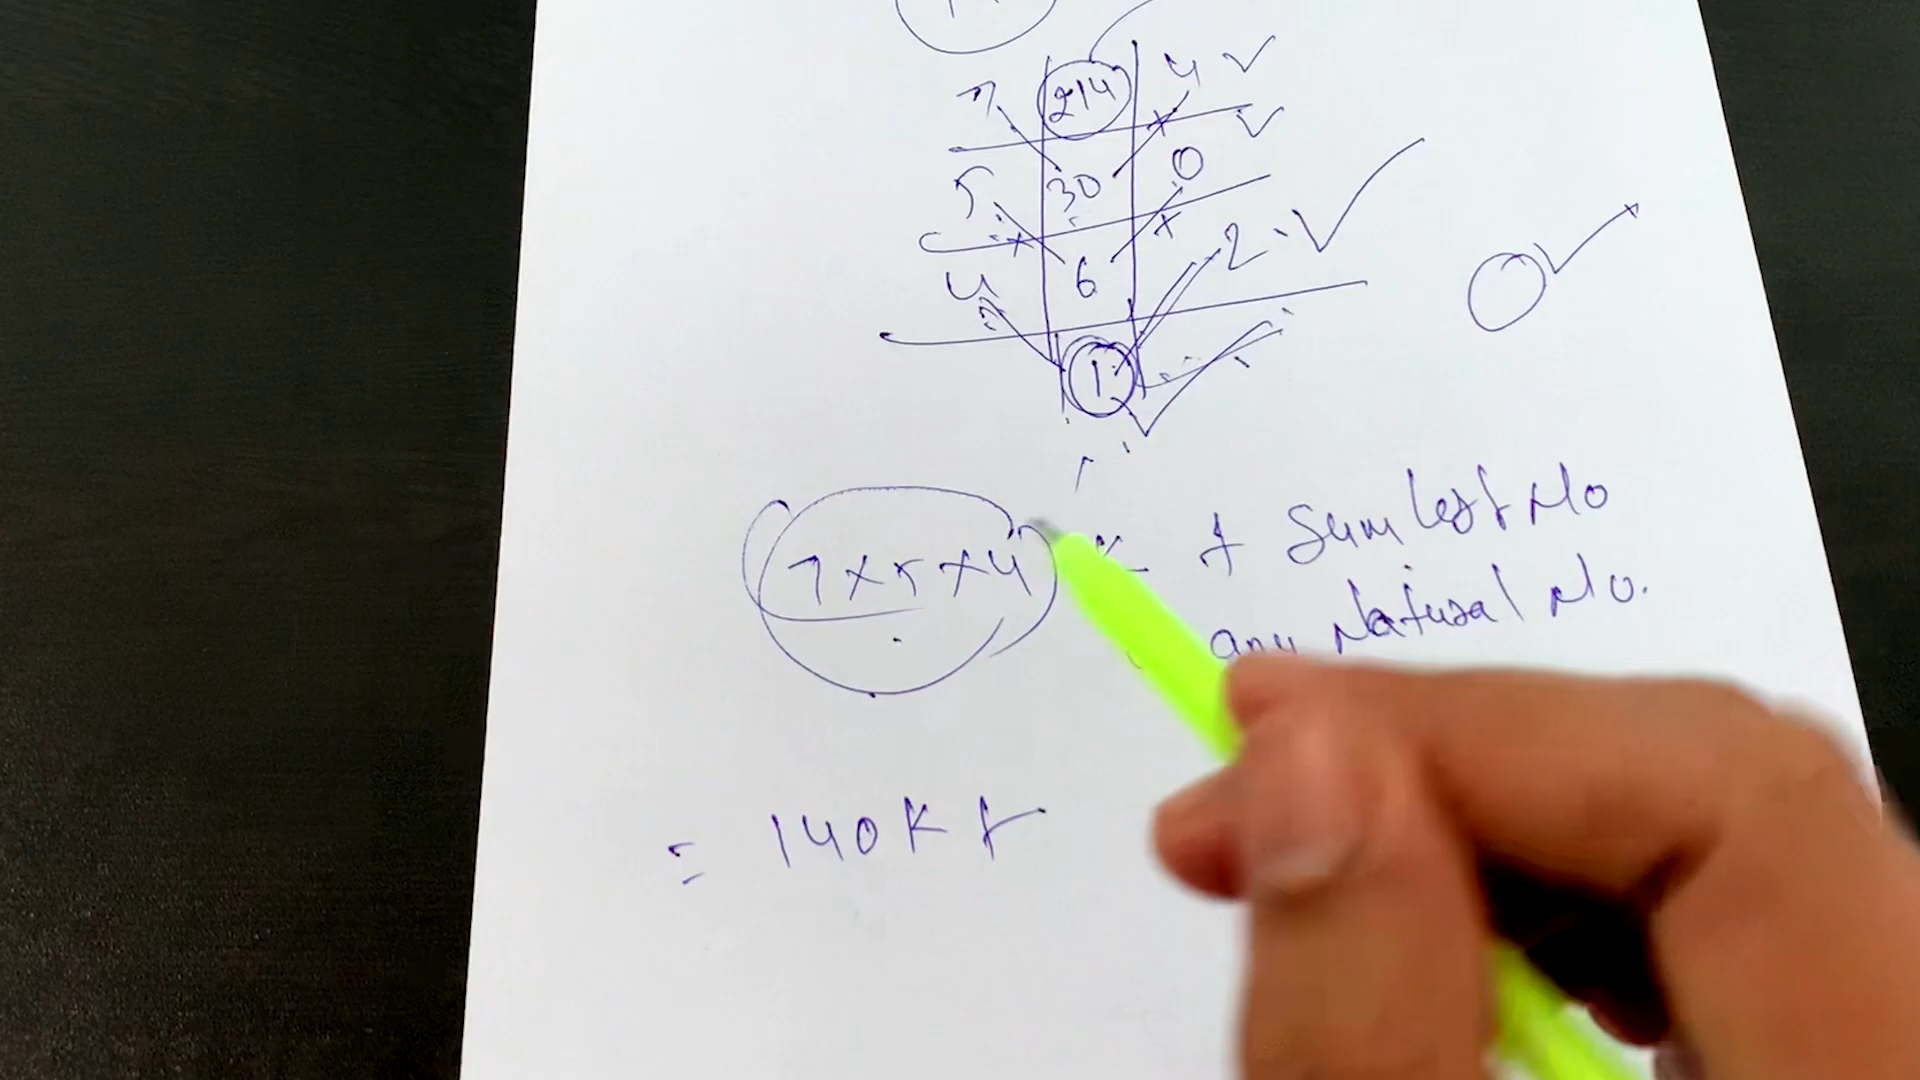 7 214 4
5 30 0
4 6 2
1
7 × 5 × 4 K + Smallest No
any Natural No.
= 140K +